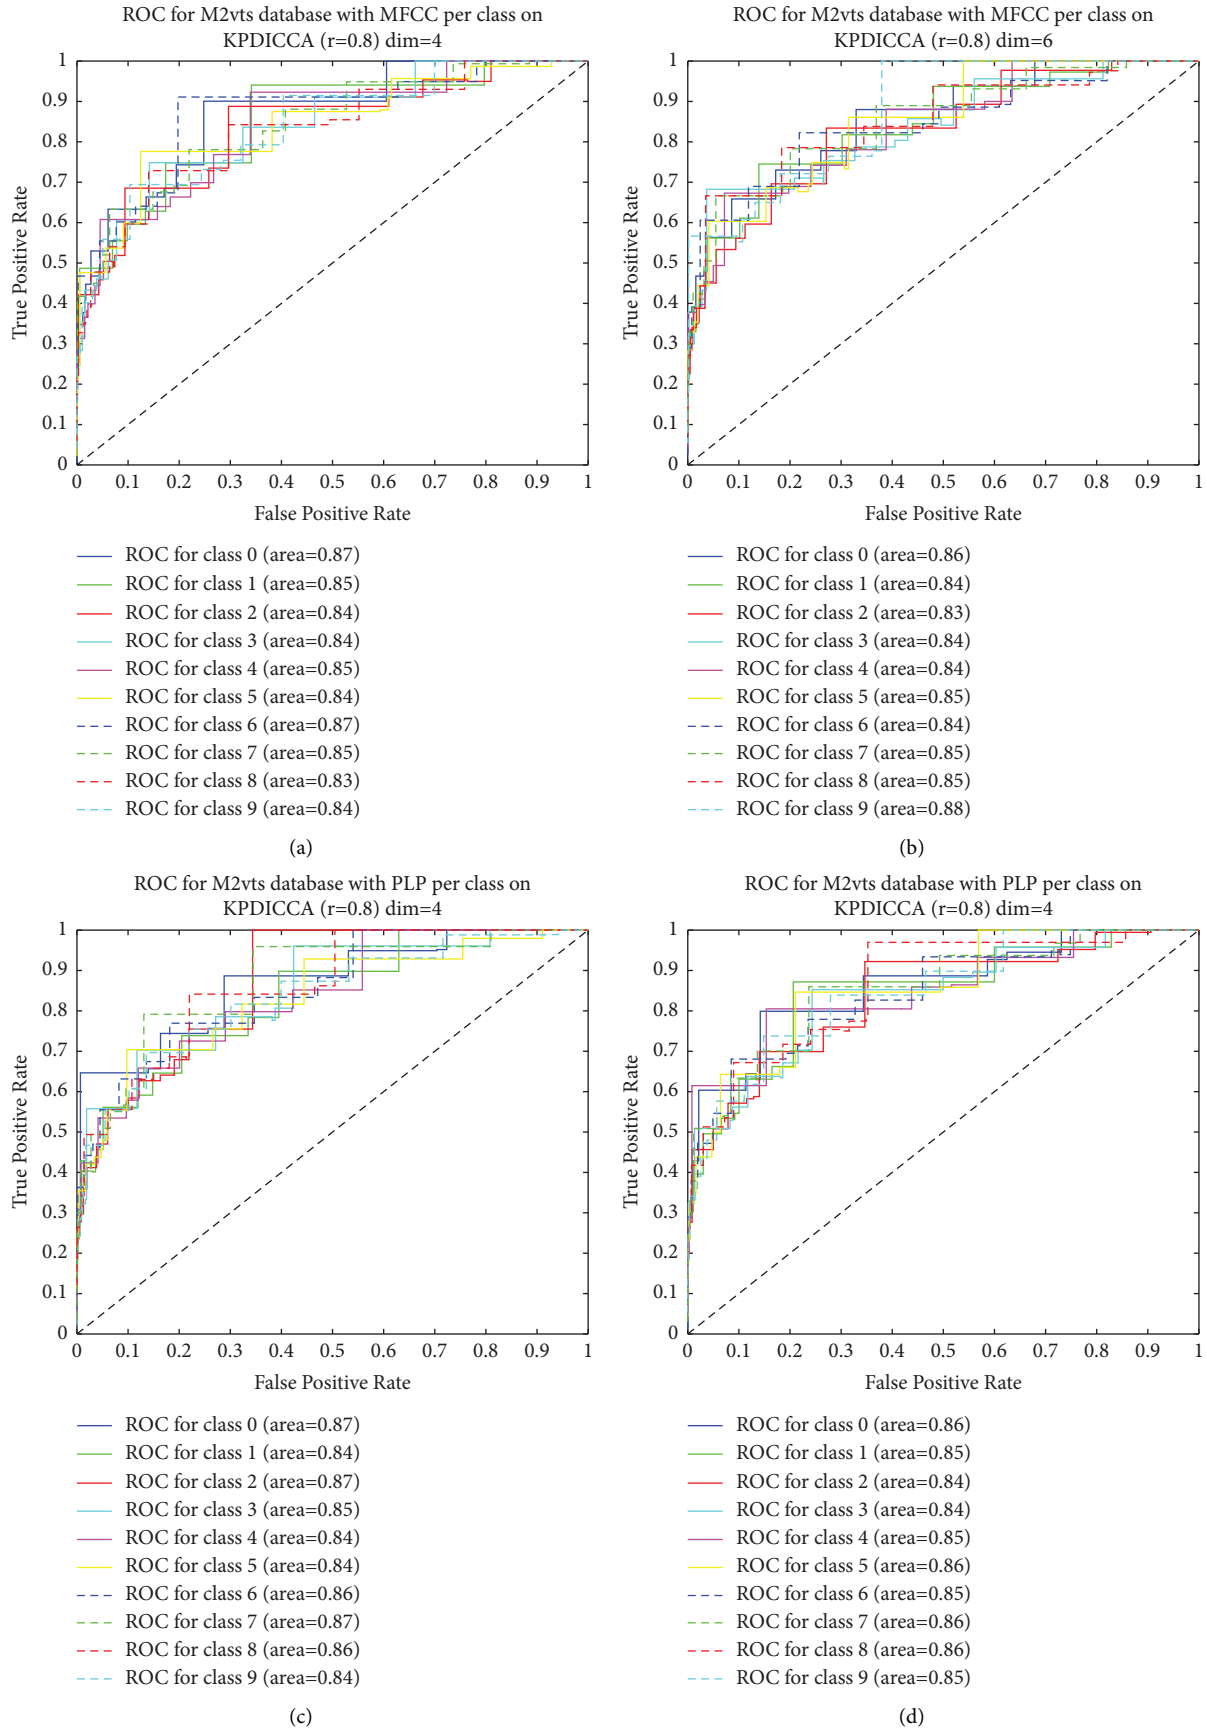 ROC for M2vts database with MFCC per class on
KPDICCA (r=0.8) dim=4
1
0.9
0.8
0.7
0.6
0.5
0.4
0.3
0.2
0.1
0
True Positive Rate
0 0.1 0.2 0.3 0.4 0.5 0.6 0.7 0.8 0.9 1
False Positive Rate
ROC for class 0 (area=0.87)
ROC for class 1 (area=0.85)
ROC for class 2 (area=0.84)
ROC for class 3 (area=0.84)
ROC for class 4 (area=0.85)
ROC for class 5 (area=0.84)
ROC for class 6 (area=0.87)
ROC for class 7 (area=0.85)
ROC for class 8 (area=0.83)
ROC for class 9 (area=0.84)
(a)
ROC for M2vts database with MFCC per class on
KPDICCA (r=0.8) dim=6
1
0.9
0.8
0.7
0.6
0.5
0.4
0.3
0.2
0.1
0
True Positive Rate
0 0.1 0.2 0.3 0.4 0.5 0.6 0.7 0.8 0.9 1
False Positive Rate
ROC for class 0 (area=0.86)
ROC for class 1 (area=0.84)
ROC for class 2 (area=0.83)
ROC for class 3 (area=0.84)
ROC for class 4 (area=0.84)
ROC for class 5 (area=0.85)
ROC for class 6 (area=0.84)
ROC for class 7 (area=0.85)
ROC for class 8 (area=0.85)
ROC for class 9 (area=0.88)
(b)
ROC for M2vts database with PLP per class on
KPDICCA (r=0.8) dim=4
1
0.9
0.8
0.7
0.6
0.5
0.4
0.3
0.2
0.1
0
True Positive Rate
0 0.1 0.2 0.3 0.4 0.5 0.6 0.7 0.8 0.9 1
False Positive Rate
ROC for class 0 (area=0.87)
ROC for class 1 (area=0.84)
ROC for class 2 (area=0.87)
ROC for class 3 (area=0.85)
ROC for class 4 (area=0.84)
ROC for class 5 (area=0.84)
ROC for class 6 (area=0.86)
ROC for class 7 (area=0.87)
ROC for class 8 (area=0.86)
ROC for class 9 (area=0.84)
(c)
ROC for M2vts database with PLP per class on
KPDICCA (r=0.8) dim=4
1
0.9
0.8
0.7
0.6
0.5
0.4
0.3
0.2
0.1
0
True Positive Rate
0 0.1 0.2 0.3 0.4 0.5 0.6 0.7 0.8 0.9 1
False Positive Rate
ROC for class 0 (area=0.86)
ROC for class 1 (area=0.85)
ROC for class 2 (area=0.84)
ROC for class 3 (area=0.84)
ROC for class 4 (area=0.85)
ROC for class 5 (area=0.86)
ROC for class 6 (area=0.85)
ROC for class 7 (area=0.86)
ROC for class 8 (area=0.86)
ROC for class 9 (area=0.85)
(d)